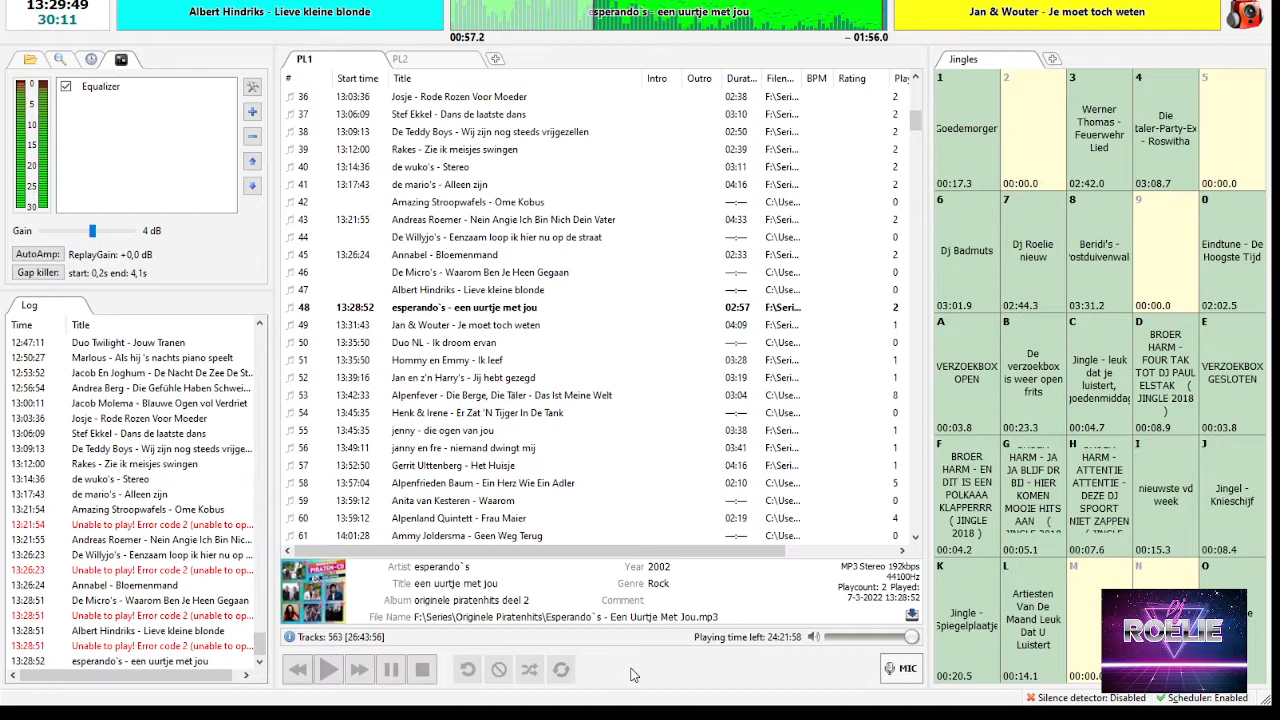 13:29:49
30:11
Albert Hindriks - Lieve kleine blonde
esperando`s - een uurtje met jou
Jan & Wouter - Je moet toch weten
00:57.2
– 01:56.0
Equalizer
0
5
10
15
20
25
30
Gain
4 dB
AutoAmp:
ReplayGain: +0,0 dB
Gap killer:
start: 0,2s end: 4,1s
Log
Time Title
12:47:11 Duo Twilight - Jouw Tranen
12:50:27 Marlous - Als hij 's nachts piano speelt
12:53:52 Jacob En Joghem - De Nacht De Zee De St..
12:56:54 Andrea Berg - Die Gefühle Haben Schwei...
13:00:11 Jacob Molema - Blauwe Ogen vol Verdriet
13:03:36 Josje - Rode Rozen Voor Moeder
13:06:09 Stef Ekkel - Dans de laatste dans
13:09:13 De Teddy Boys - Wij zijn nog steeds vrijge...
13:12:00 Rakes - Zie ik meisjes swingen
13:14:36 de wuko's - Stereo
13:17:43 de mario's - Alleen zijn
13:21:54 Amazing Stroopwafels - Ome Kobus
13:21:54 Unable to play! Error code 2 (unable to op...
13:21:55 Andreas Roemer - Nein Angie Ich Bin Nic...
13:26:23 De Willyjo's - Eenzaam loop ik hier nu op ...
13:26:23 Unable to play! Error code 2 (unable to op...
13:26:24 Annabel - Bloemenmand
13:28:51 De Micro's - Waarom Ben Je Heen Gegaan
13:28:51 Unable to play! Error code 2 (unable to op...
13:28:51 Albert Hindriks - Lieve kleine blonde
13:28:51 Unable to play! Error code 2 (unable to op...
13:28:52 esperando`s - een uurtje met jou
PL1
PL2
# Start time Title Intro Outro Durat... Filen... BPM Rating Play
36 13:03:36 Josje - Rode Rozen Voor Moeder 02:38 F:\Seri... 2
37 13:06:09 Stef Ekkel - Dans de laatste dans 03:10 F:\Seri... 2
38 13:09:13 De Teddy Boys - Wij zijn nog steeds vrijgezellen 02:50 F:\Seri... 2
39 13:12:00 Rakes - Zie ik meisjes swingen 02:41 F:\Seri... 2
40 13:14:36 de wuko's - Stereo 03:11 F:\Seri... 2
41 13:17:43 de mario's - Alleen zijn 04:16 F:\Seri... 2
42 Amazing Stroopwafels - Ome Kobus —:— C:\Use... 0
43 13:21:55 Andreas Roemer - Nein Angie Ich Bin Nich Dein Vater 04:33 F:\Seri... 2
44 De Willyjo's - Eenzaam loop ik hier nu op de straat —:— C:\Use... 0
45 13:26:24 Annabel - Bloemenmand 02:33 F:\Seri... 2
46 De Micro's - Waarom Ben Je Heen Gegaan —:— C:\Use... 0
47 Albert Hindriks - Lieve kleine blonde —:— C:\Use... 0
48 13:28:52 esperando`s - een uurtje met jou 02:57 F:\Seri... 2
49 13:31:43 Jan & Wouter - Je moet toch weten 04:09 F:\Seri... 1
50 13:35:50 Duo NL - Ik droom ervan —:— C:\Use... 0
51 13:35:50 Hommy en Emmy - Ik leef 03:28 F:\Seri... 1
52 13:39:16 Jan en z'n Harry's - Jij hebt gezegd 03:19 F:\Seri... 1
53 13:42:33 Alpenfever - Die Berge, Die Täler - Das Ist Meine Welt 03:04 C:\Use... 8
54 13:45:35 Henk & Irene - Er Zat 'N Tijger In De Tank —:— C:\Use... 0
55 13:45:35 jenny - die ogen van jou 03:38 F:\Seri... 1
56 13:49:11 jenny en fre - niemand dwingt mij 03:41 F:\Seri... 1
57 13:52:50 Gerrit Ulttenberg - Het Huisje 04:16 F:\Seri... 1
58 13:57:04 Alpenfrieden Baum - Ein Herz Wie Ein Adler 02:10 C:\Use... 5
59 13:59:12 Anita van Kesteren - Waarom —:— C:\Use... 0
60 13:59:12 Alpenland Quintett - Frau Maier 02:19 C:\Use... 4
61 14:01:28 Ammy Joldersma - Geen Weg Terug —:— C:\Use... 0
PIRATEN-CD
Artist esperando`s Year 2002
Title een uurtje met jou Genre Rock
Album originele piratenhits deel 2 Comment
File Name F:\Series\Originele Piratenhits\Esperando`s - Een Uurtje Met Jou.mp3
MP3 Stereo 192kbps
44100Hz
Playcount: 2 Played: 2
7-3-2022 13:28:52
Tracks: 563 [26:43:56]
Playing time left: 24:21:58
MIC
Jingles
1
Goedemorger
00:17.3
2
00:00.0
3
Werner
Thomas -
Feuerwehr
Lied
02:42.0
4
Die
taler-Party-Ex
- Roswitha
03:08.7
5
00:00.0
6
Dj Badmuts
03:01.9
7
Dj Roelie
nieuw
02:44.3
8
Beridi's -
ostduivenwal
03:31.2
9
00:00.0
0
Eindtune - De
Hoogste Tijd
02:02.5
A
VERZOEKBOX
OPEN
00:03.8
B
De
verzoekbox
is weer open
frits
00:23.3
C
Jingle - leuk
dat je
luistert,
goedenmiddag
00:04.7
D
BROER
HARM -
FOUR TAK
TOT DJ PAUL
ELSTAK (
JINGLE
2018 )
00:08.9
E
VERZOEKBOX
GESLOTEN
00:03.8
F
BROER
HARM - EN
DIT IS EEN
POLKAAA
KLAPPERRR
( JINGLE
2018 )
00:04.2
G
HARM - JA
JA BLIJF DR
BIJ - HIER
KOMEN
MOOIE HITS
AAN (
00:05.1
H
HARM -
ATTENTIE
ATTENTIE -
DEZE DJ
SPOORT
NIET ZAPPEN
00:07.6
I
nieuwste vd
week
00:15.3
J
Jingel -
Knieschijf
00:08.4
K
Jingle -
Spiegelplaatje
00:20.5
L
Artiesten
Van De
Maand Leuk
Dat U
Luistert
00:14.1
M
00:00.0
N
O
Dj
ROELIE
Silence detector: Disabled
Scheduler: Enabled